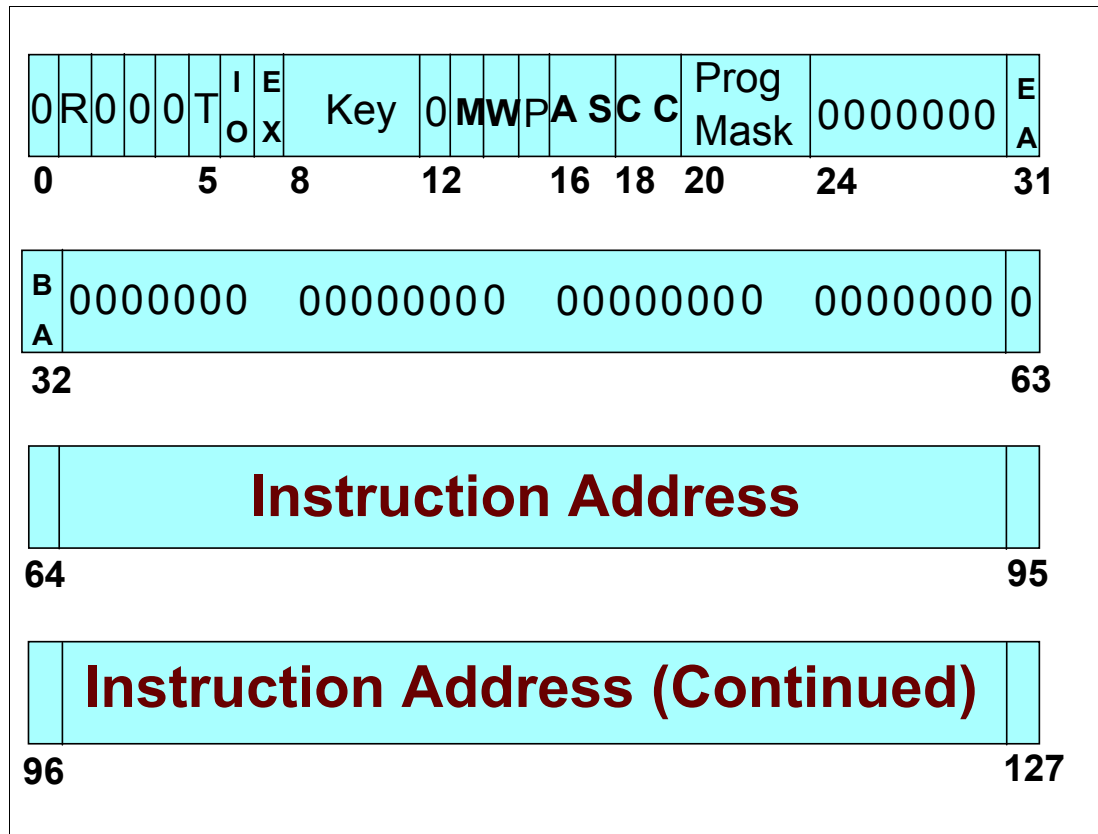 0 R 0 0 0 T I O E X Key 0 M W P A S C C Prog Mask 0000000 E A
0 5 8 12 16 18 20 24 31
B A 0000000 00000000 00000000 0000000 0
32 63
Instruction Address
64 95
Instruction Address (Continued)
96 127